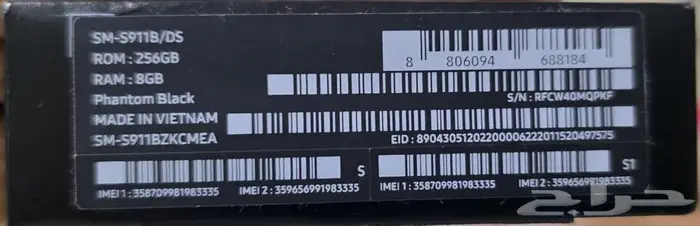 SM-S911B/DS
ROM : 256GB
RAM : 8GB
Phantom Black
MADE IN VIETNAM
SM-S911BZKCMEA
8 806094 688184
S/N : RFCW40MQPKF
EID : 89043051202200006222011520497575
S
IMEI 1 : 358709981983335 IMEI 2 : 359656991983335
S1
IMEI 1 : 358709981983335 IMEI 2 : 359656991983335
حراج